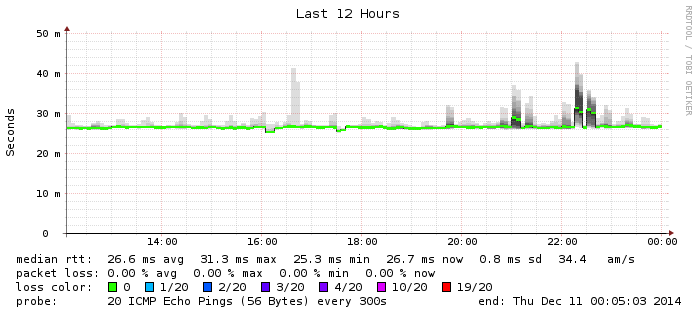 Last 12 Hours
RRDTOOL / TOBI OETIKER
Seconds
50 m
40 m
30 m
20 m
10 m
0
14:00 16:00 18:00 20:00 22:00 00:00
median rtt: 26.6 ms avg 31.3 ms max 25.3 ms min 26.7 ms now 0.8 ms sd 34.4 am/s
packet loss: 0.00 % avg 0.00 % max 0.00 % min 0.00 % now
loss color: 0 1/20 2/20 3/20 4/20 10/20 19/20
probe: 20 ICMP Echo Pings (56 Bytes) every 300s end: Thu Dec 11 00:05:03 2014